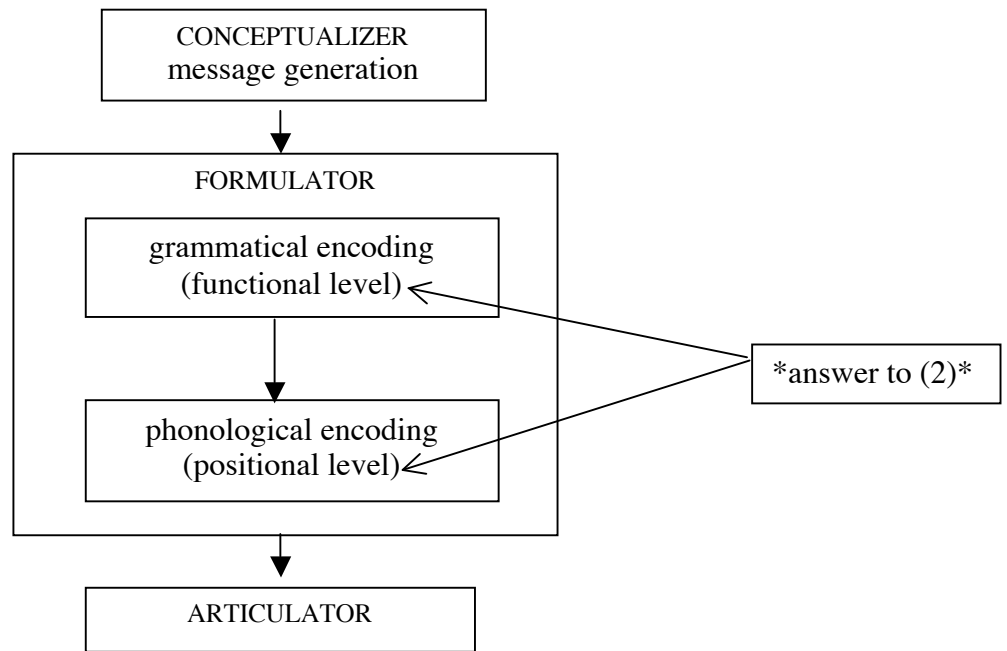 CONCEPTUALIZER
message generation
FORMULATOR
grammatical encoding
(functional level)
*answer to (2)*
phonological encoding
(positional level)
ARTICULATOR